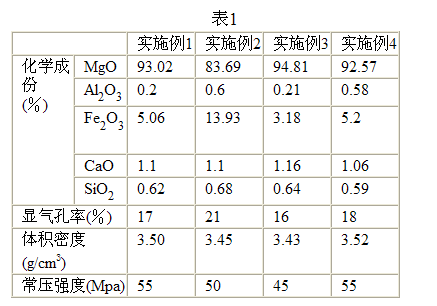 表1
实施例1 实施例2 实施例3 实施例4
化学成份(%) MgO 93.02 83.69 94.81 92.57
Al₂O₃ 0.2 0.6 0.21 0.58
Fe₂O₃ 5.06 13.93 3.18 5.2
CaO 1.1 1.1 1.16 1.06
SiO₂ 0.62 0.68 0.64 0.59
显气孔率(%) 17 21 16 18
体积密度(g/cm³) 3.50 3.45 3.43 3.52
常压强度(Mpa) 55 50 45 55